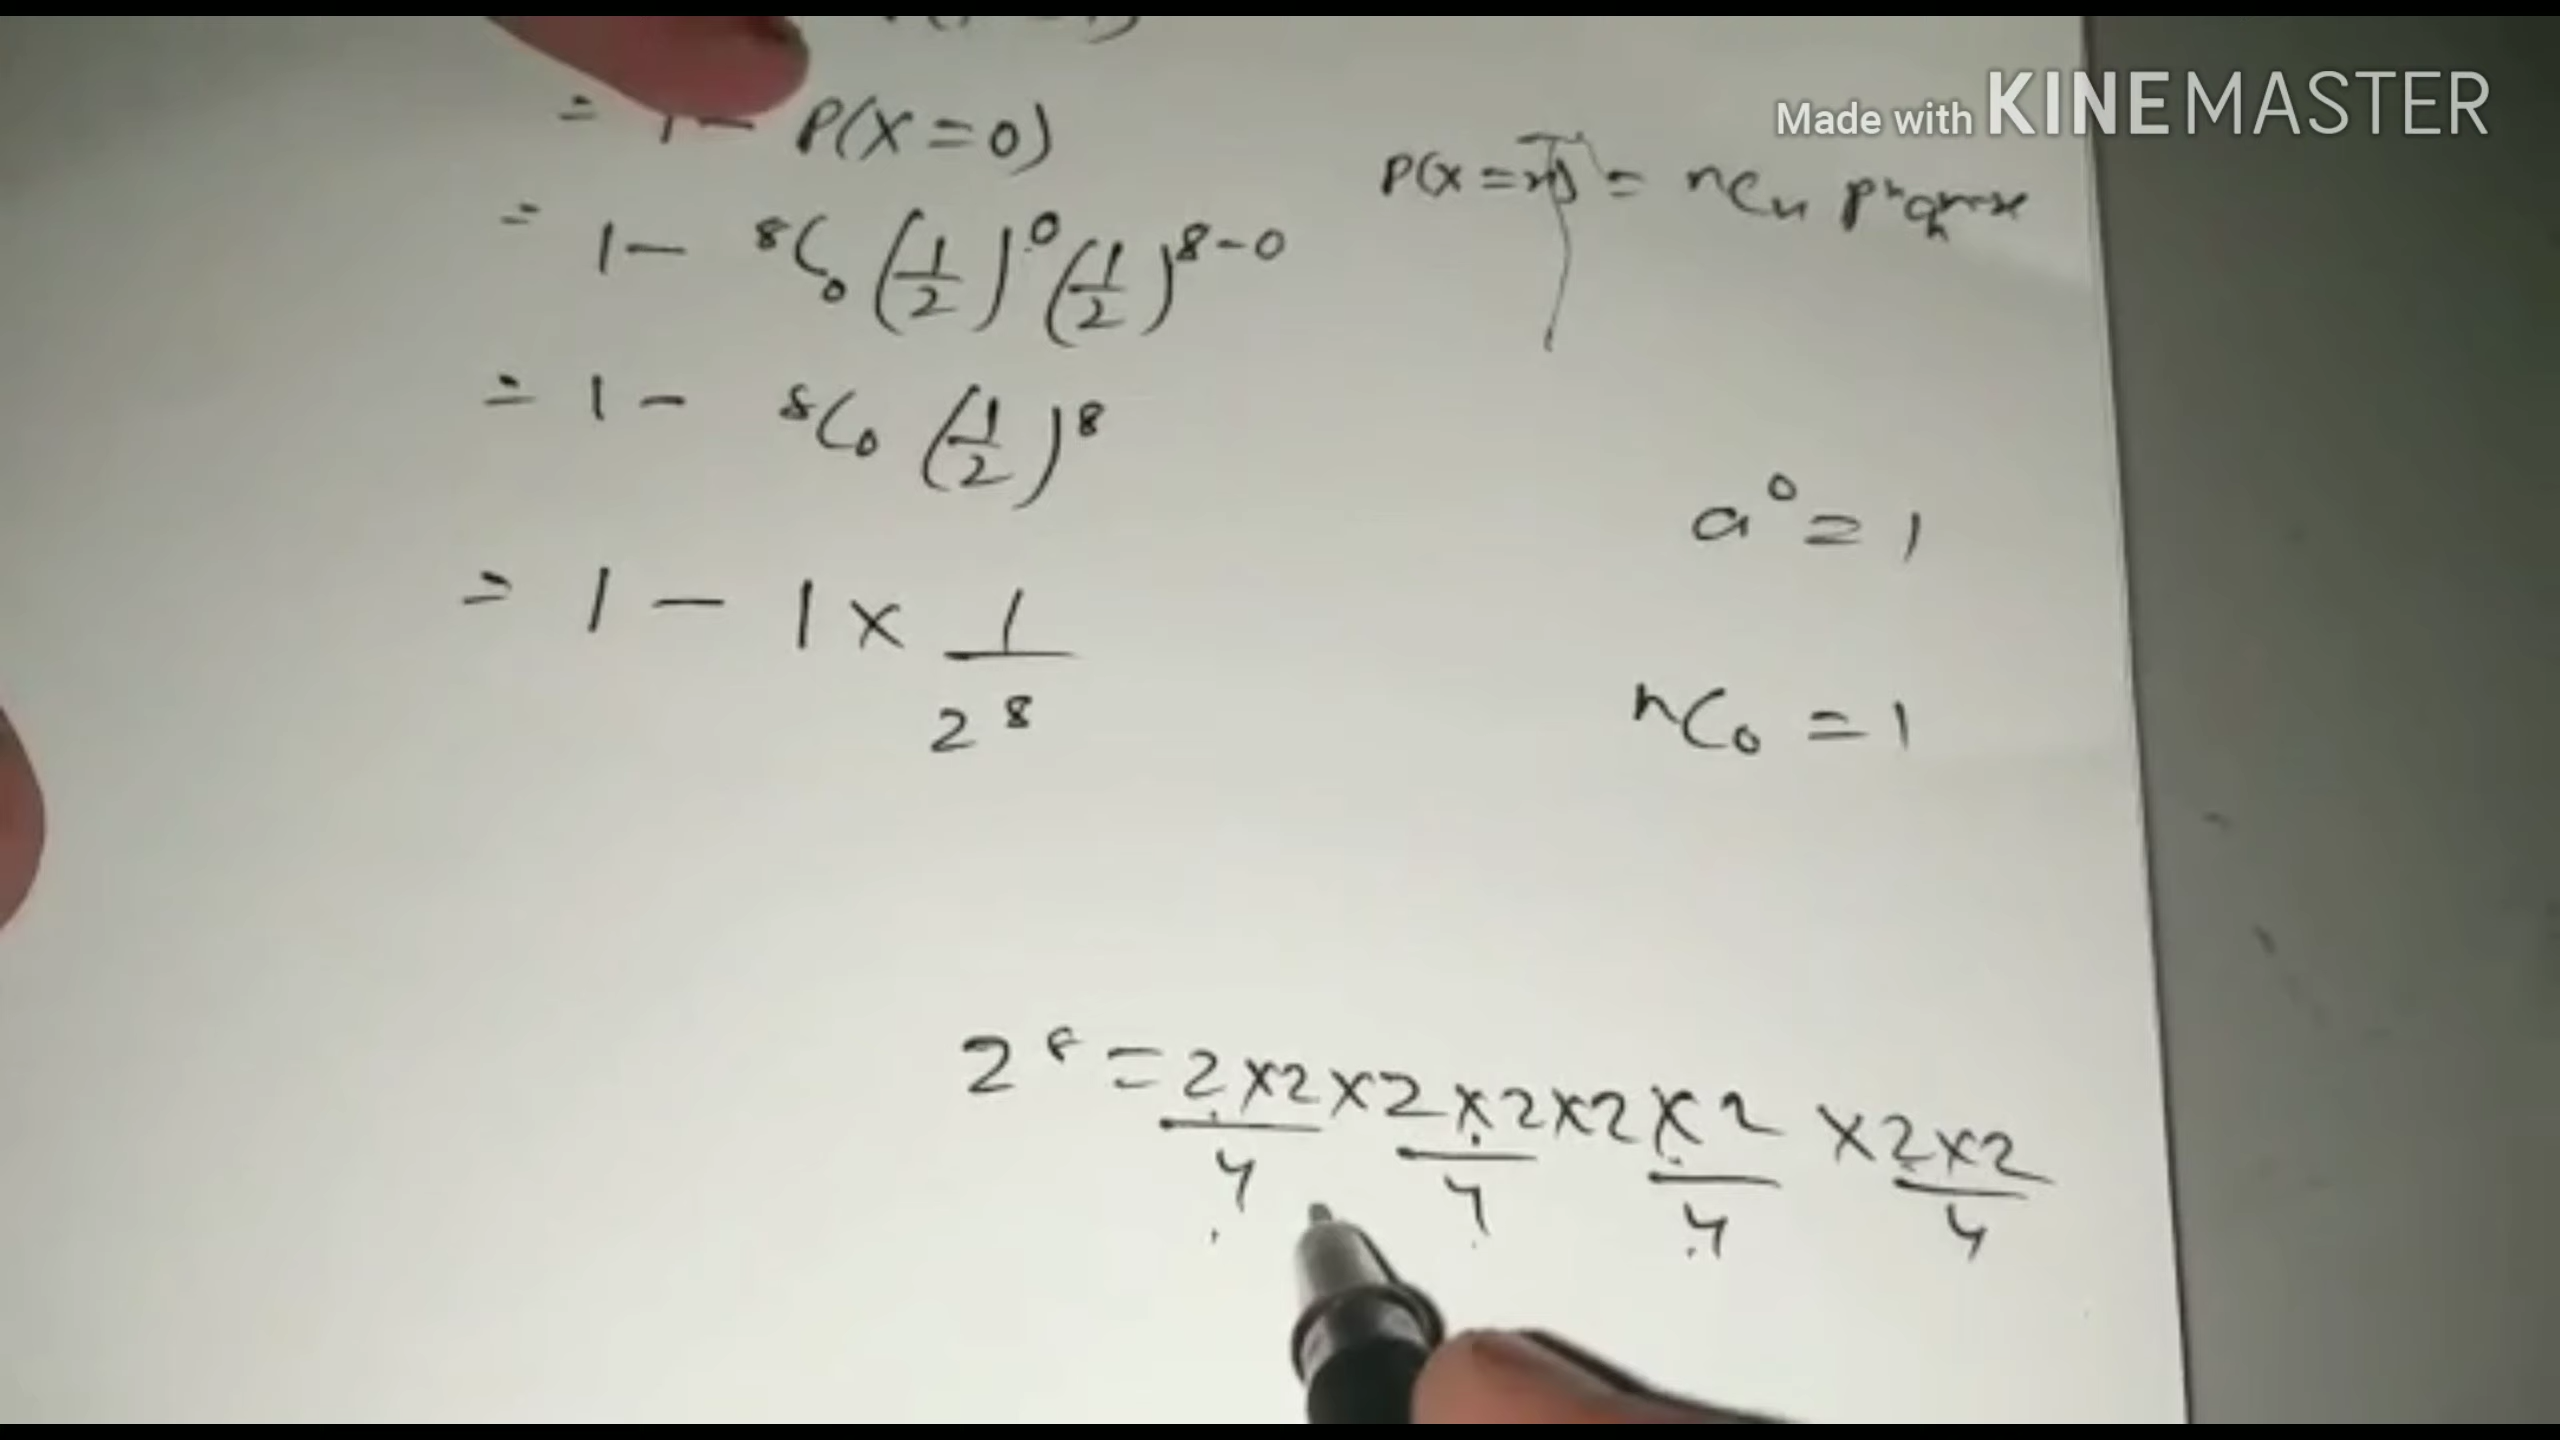 Made with KINEMASTER
= 1 - P(X=0)
P(x=x) = nCx p^x q^n-x
= 1 - 8C0 (1/2)^0 (1/2)^8-0
= 1 - 8C0 (1/2)^8
a^0 = 1
= 1 - 1 × 1/2^8
nC0 = 1
2^8 = 2×2×2×2×2×2×2×2
4 4 4 4